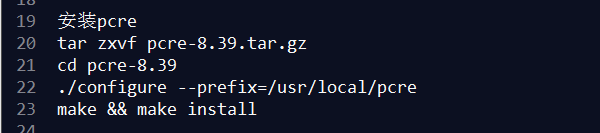 19 安装pcre
20 tar zxvf pcre-8.39.tar.gz
21 cd pcre-8.39
22 ./configure --prefix=/usr/local/pcre
23 make && make install
24